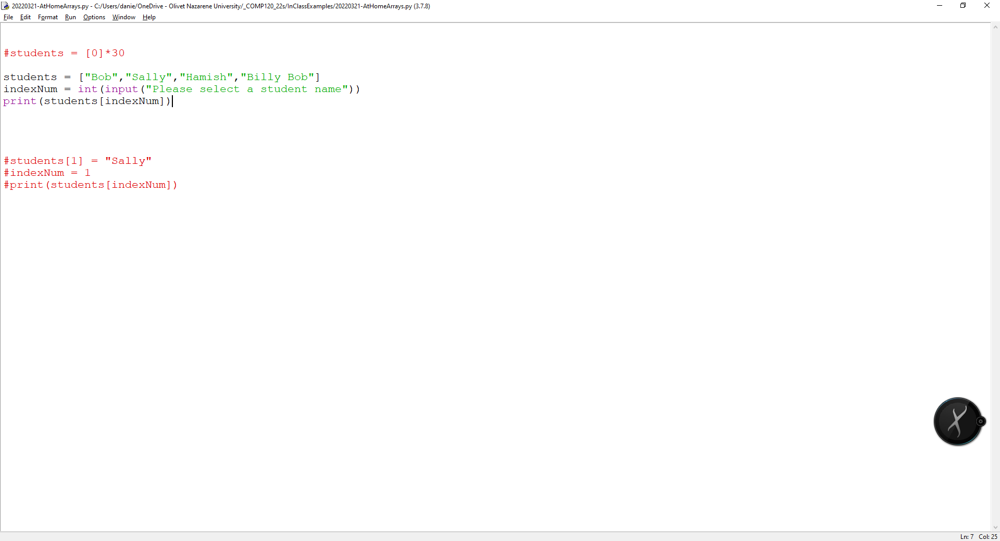 20220321-AtHomeArrays.py - C:/Users/danie/OneDrive - Olivet Nazarene University/_COMP120_22s/InClassExamples/20220321-AtHomeArrays.py (3.7.8)
File Edit Format Run Options Window Help
#students = [0]*30
students = ["Bob","Sally","Hamish","Billy Bob"]
indexNum = int(input("Please select a student name"))
print(students[indexNum])
#students[1] = "Sally"
#indexNum = 1
#print(students[indexNum])
Ln: 7 Col: 25